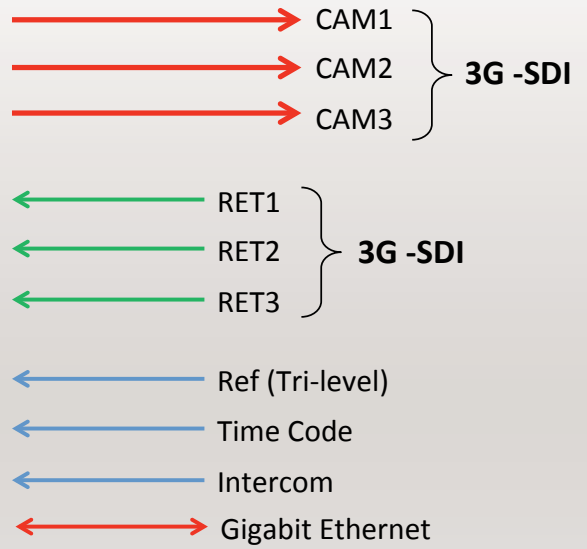 CAM1
CAM2
CAM3
3G -SDI
RET1
RET2
RET3
3G -SDI
Ref (Tri-level)
Time Code
Intercom
Gigabit Ethernet